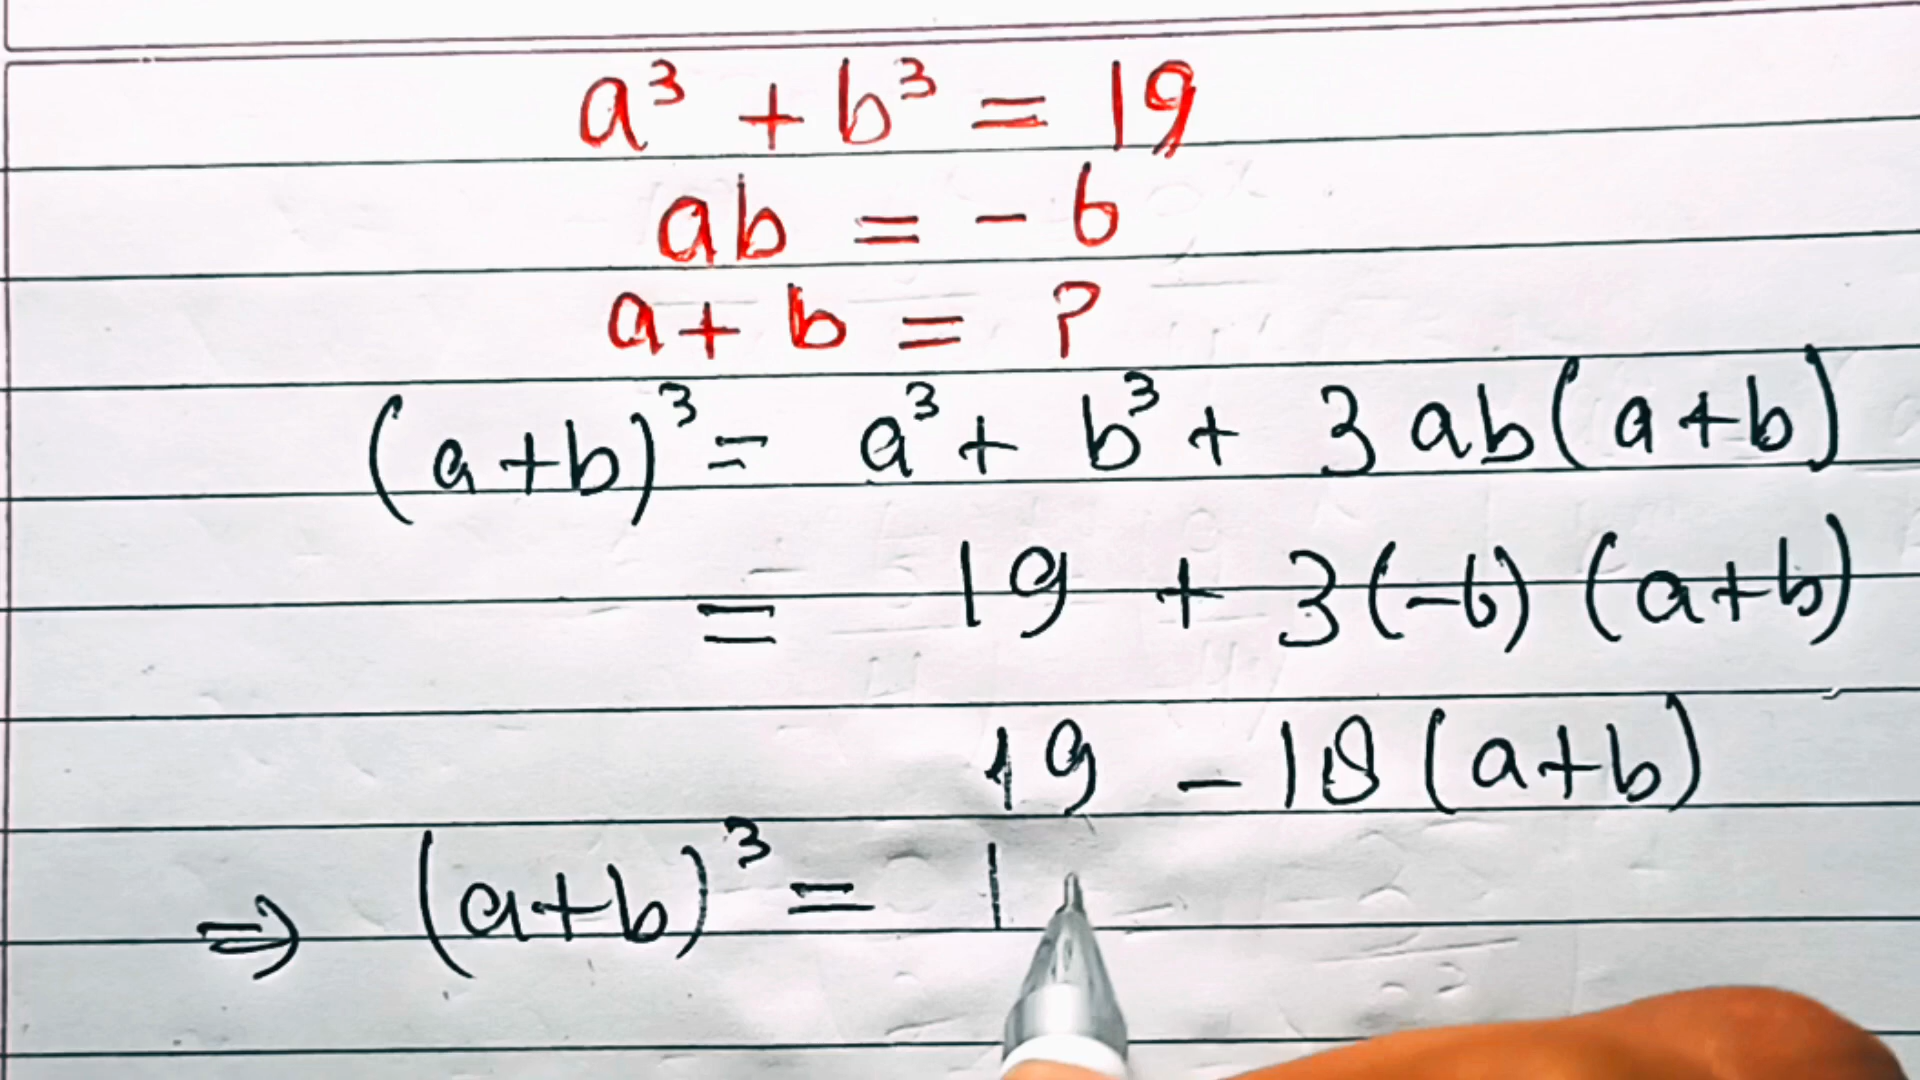 a³ + b³ = 19
ab = - 6
a + b = ?
(a+b)³ = a³ + b³ + 3ab(a+b)
= 19 + 3(-6) (a+b)
19 - 18 (a+b)
⇒ (a+b)³ = 1